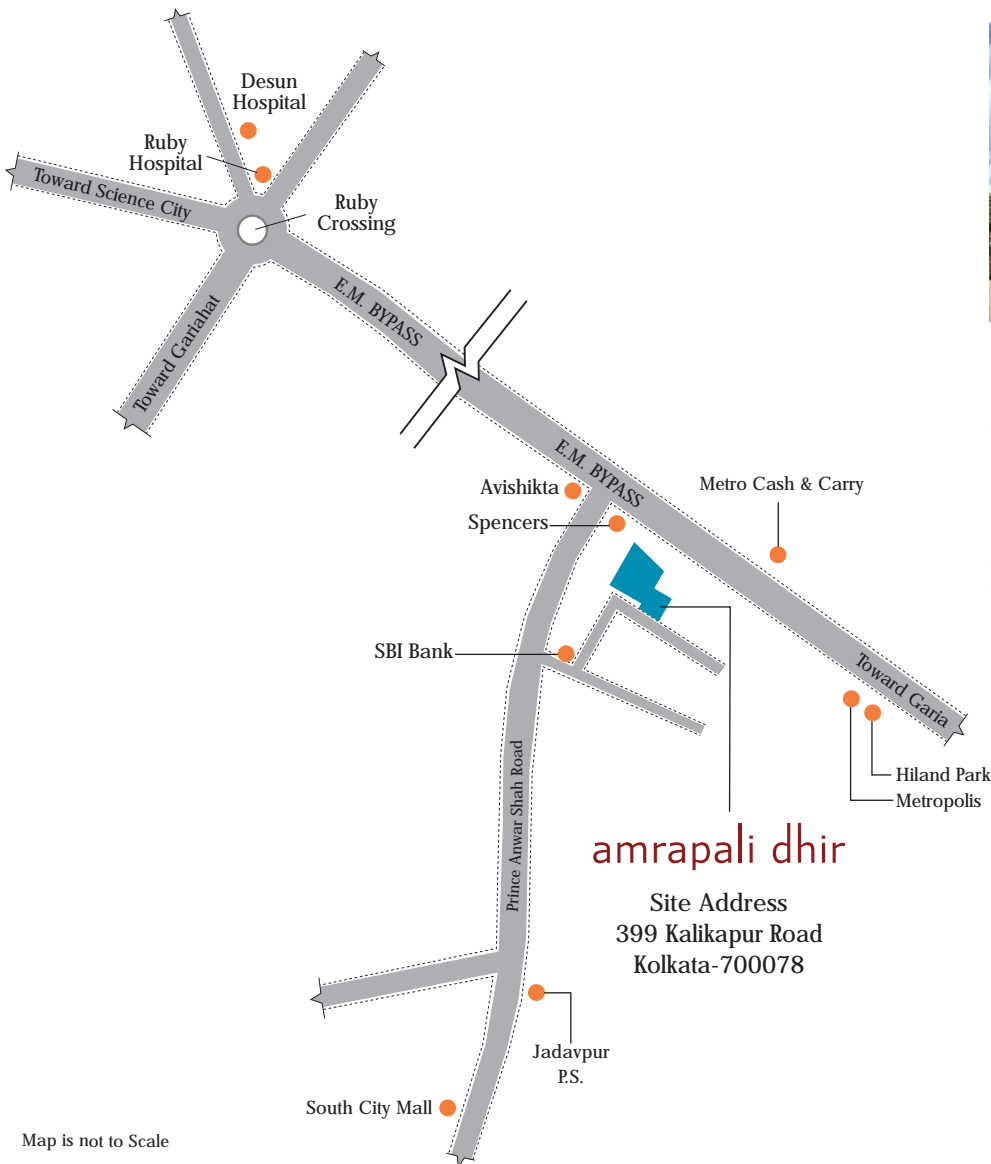 Desun
Hospital
Ruby
Hospital
Toward Science City
Ruby
Crossing
E.M. BYPASS
Toward Gariahat
E.M. BYPASS
Avishikta
Metro Cash & Carry
Spencers
SBI Bank
Toward Garia
Hiland Park
Metropolis
Prince Anwar Shah Road
amrapali dhir
Site Address
399 Kalikapur Road
Kolkata-700078
Jadavpur
P.S.
South City Mall
Map is not to Scale